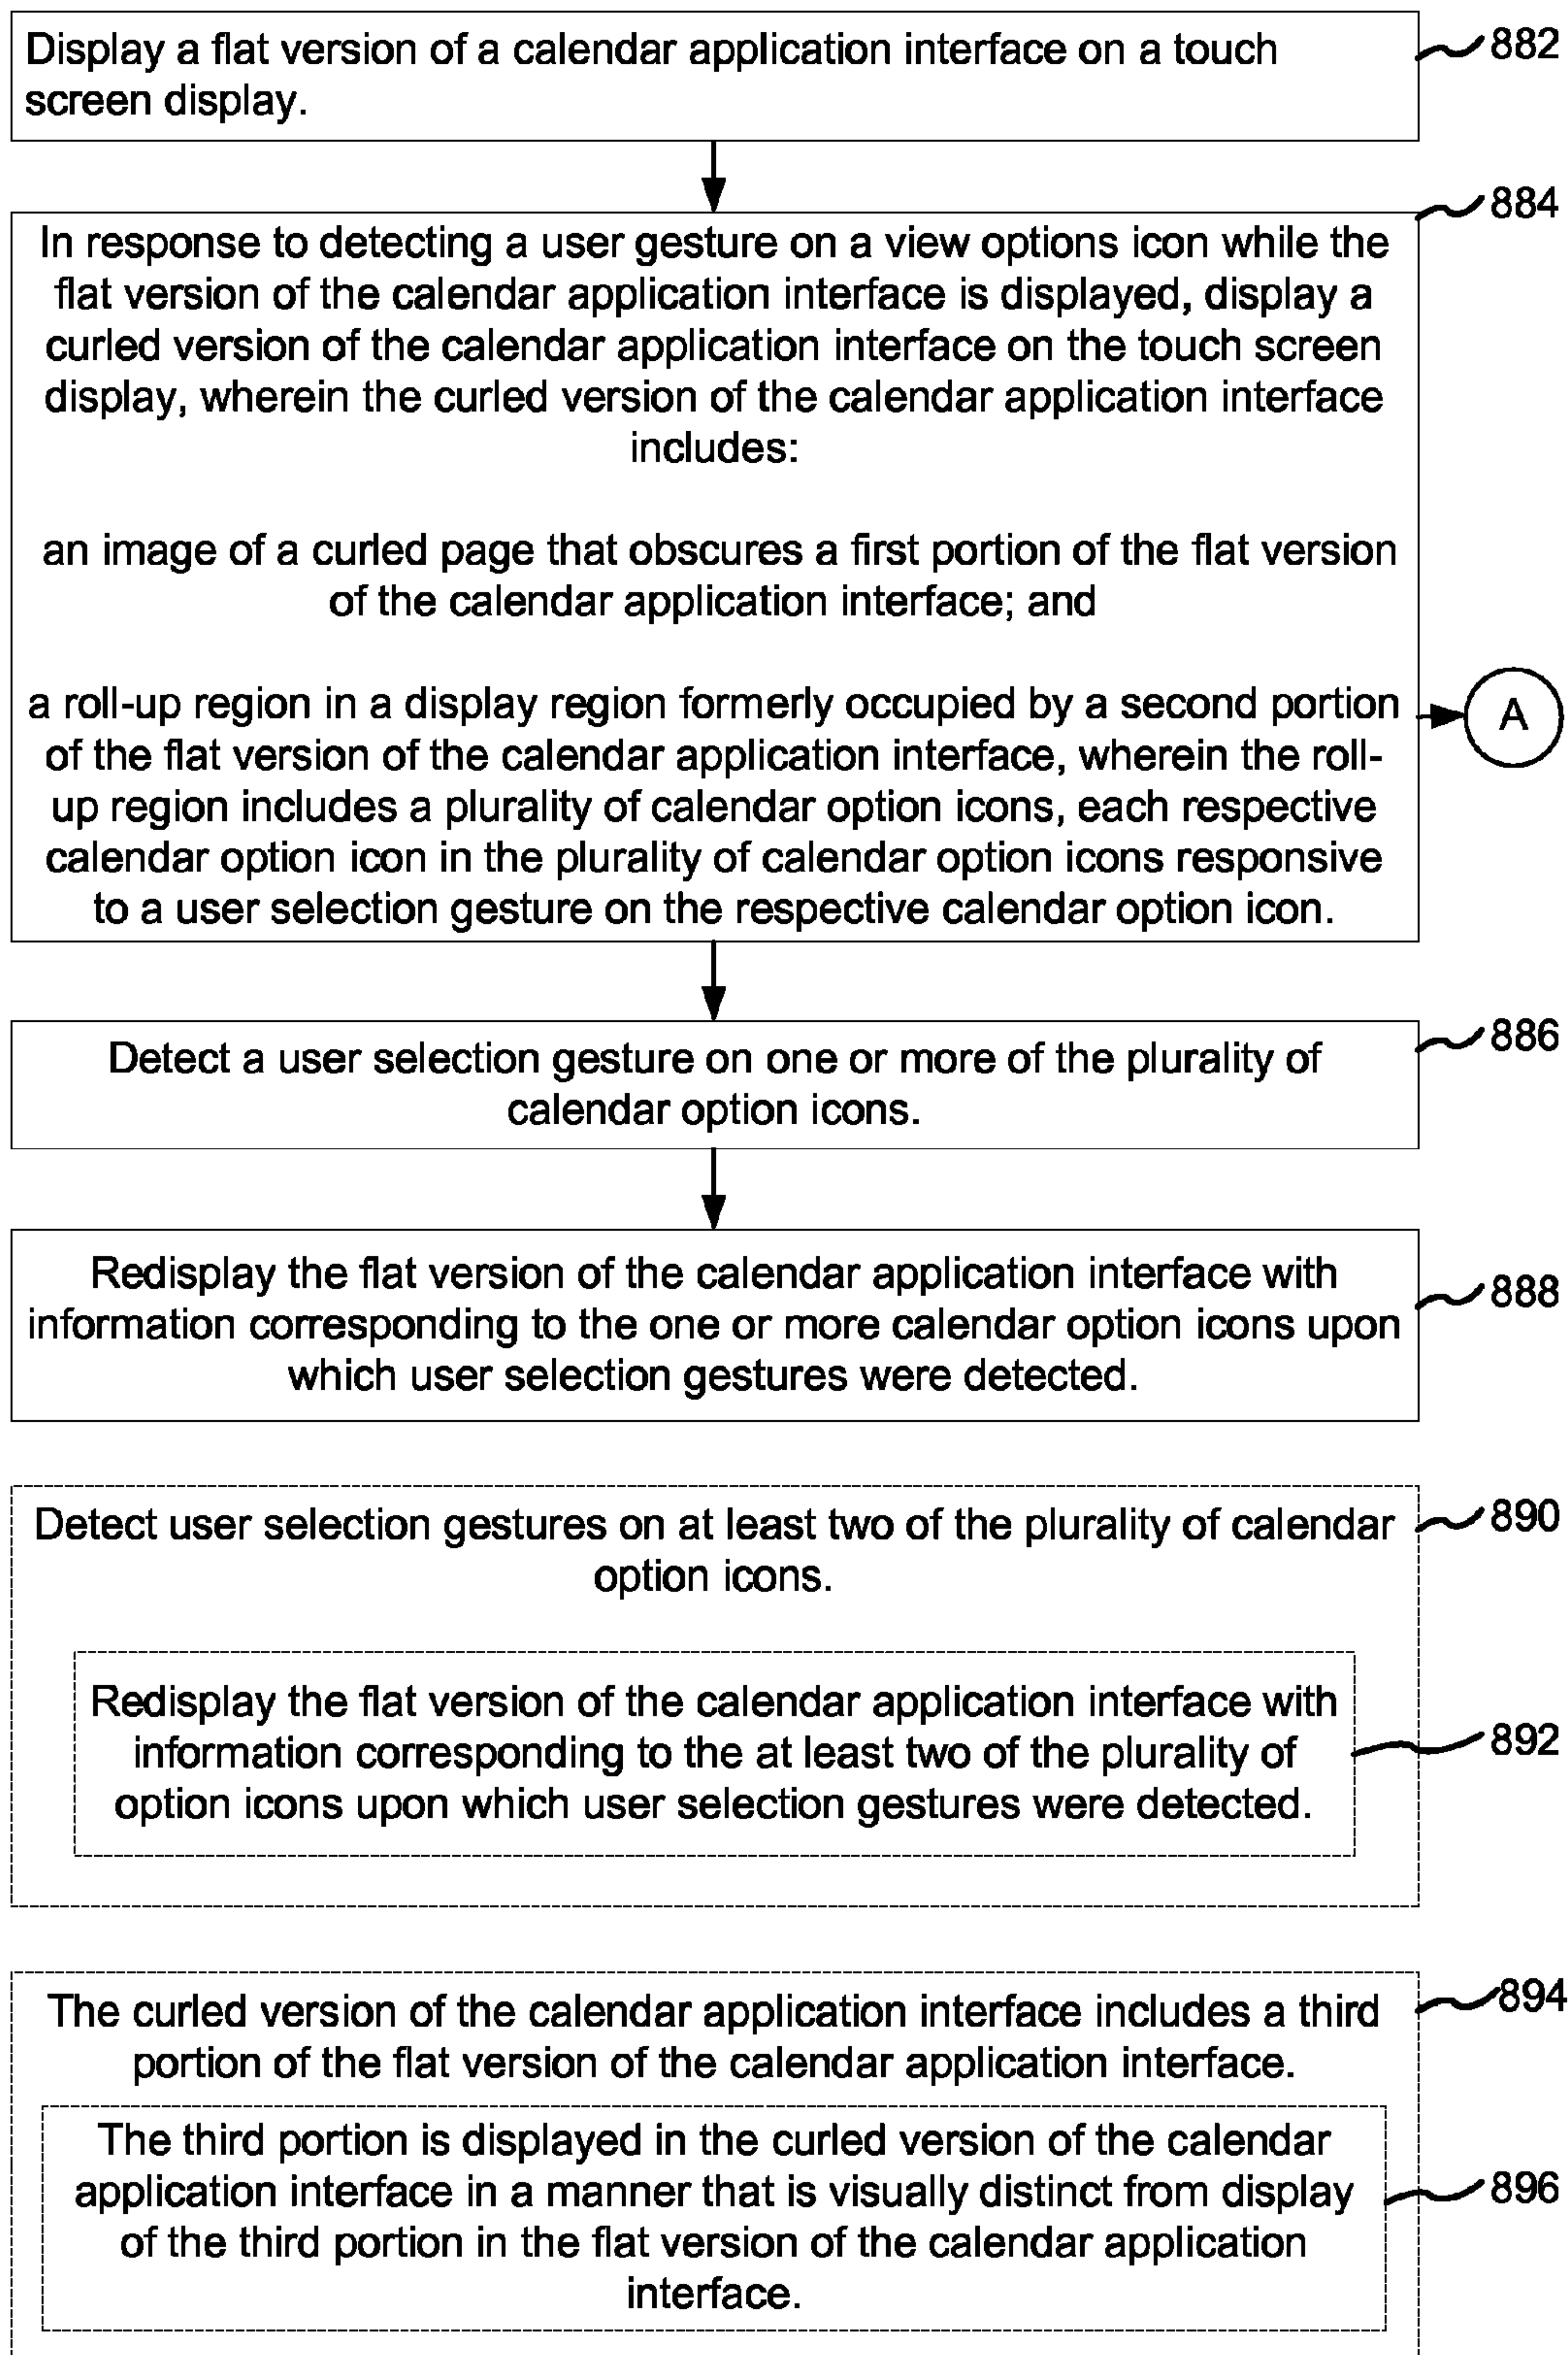 Display a flat version of a calendar application interface on a touch
screen display.
882
In response to detecting a user gesture on a view options icon while the
flat version of the calendar application interface is displayed, display a
curled version of the calendar application interface on the touch screen
display, wherein the curled version of the calendar application interface
includes:
an image of a curled page that obscures a first portion of the flat version
of the calendar application interface; and
a roll-up region in a display region formerly occupied by a second portion
of the flat version of the calendar application interface, wherein the roll-
up region includes a plurality of calendar option icons, each respective
calendar option icon in the plurality of calendar option icons responsive
to a user selection gesture on the respective calendar option icon.
884
A
Detect a user selection gesture on one or more of the plurality of
calendar option icons.
886
Redisplay the flat version of the calendar application interface with
information corresponding to the one or more calendar option icons upon
which user selection gestures were detected.
888
Detect user selection gestures on at least two of the plurality of calendar
option icons.
890
Redisplay the flat version of the calendar application interface with
information corresponding to the at least two of the plurality of
option icons upon which user selection gestures were detected.
892
The curled version of the calendar application interface includes a third
portion of the flat version of the calendar application interface.
894
The third portion is displayed in the curled version of the calendar
application interface in a manner that is visually distinct from display
of the third portion in the flat version of the calendar application
interface.
896